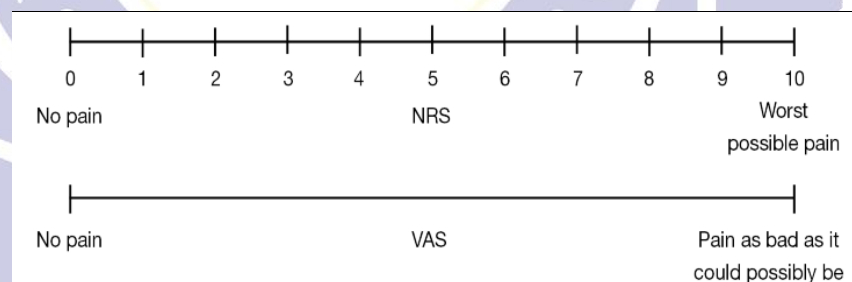 0 1 2 3 4 5 6 7 8 9 10
No pain NRS Worst
possible pain
No pain VAS Pain as bad as it
could possibly be